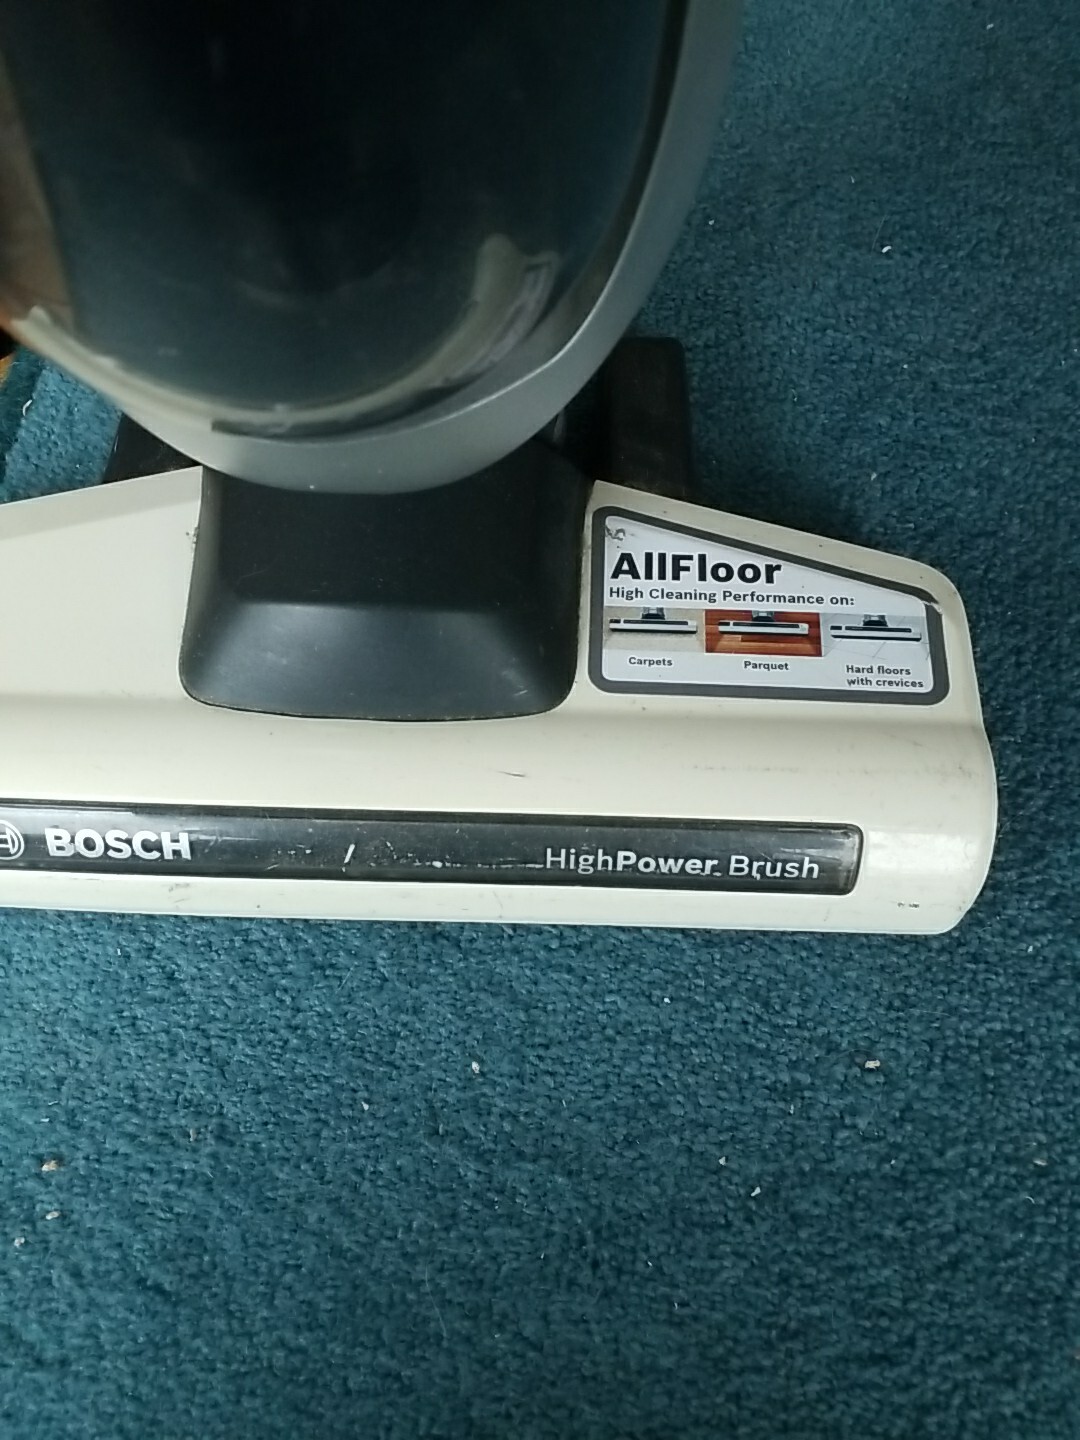 AllFloor
High Cleaning Performance on:
Carpets
Parquet
Hard floors
with crevices
BOSCH
HighPower Brush